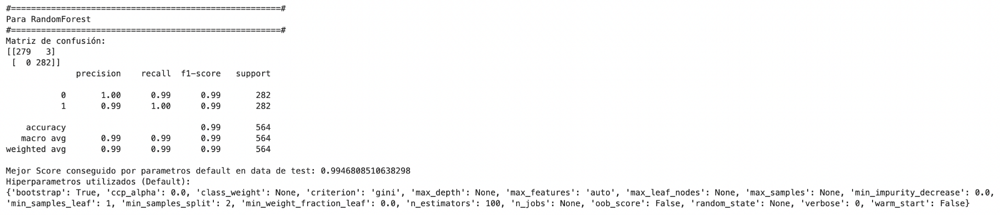 #======================================================#
Para RandomForest
#======================================================#
Matriz de confusión:
[[279   3]
 [  0 282]]
              precision    recall  f1-score   support

           0       1.00      0.99      0.99       282
           1       0.99      1.00      0.99       282

    accuracy                           0.99       564
   macro avg       0.99      0.99      0.99       564
weighted avg       0.99      0.99      0.99       564

Mejor Score conseguido por parametros default en data de test: 0.9946808510638298
Hiperparametros utilizados (Default):
{'bootstrap': True, 'ccp_alpha': 0.0, 'class_weight': None, 'criterion': 'gini', 'max_depth': None, 'max_features': 'auto', 'max_leaf_nodes': None, 'max_samples': None, 'min_impurity_decrease': 0.0,
'min_samples_leaf': 1, 'min_samples_split': 2, 'min_weight_fraction_leaf': 0.0, 'n_estimators': 100, 'n_jobs': None, 'oob_score': False, 'random_state': None, 'verbose': 0, 'warm_start': False}